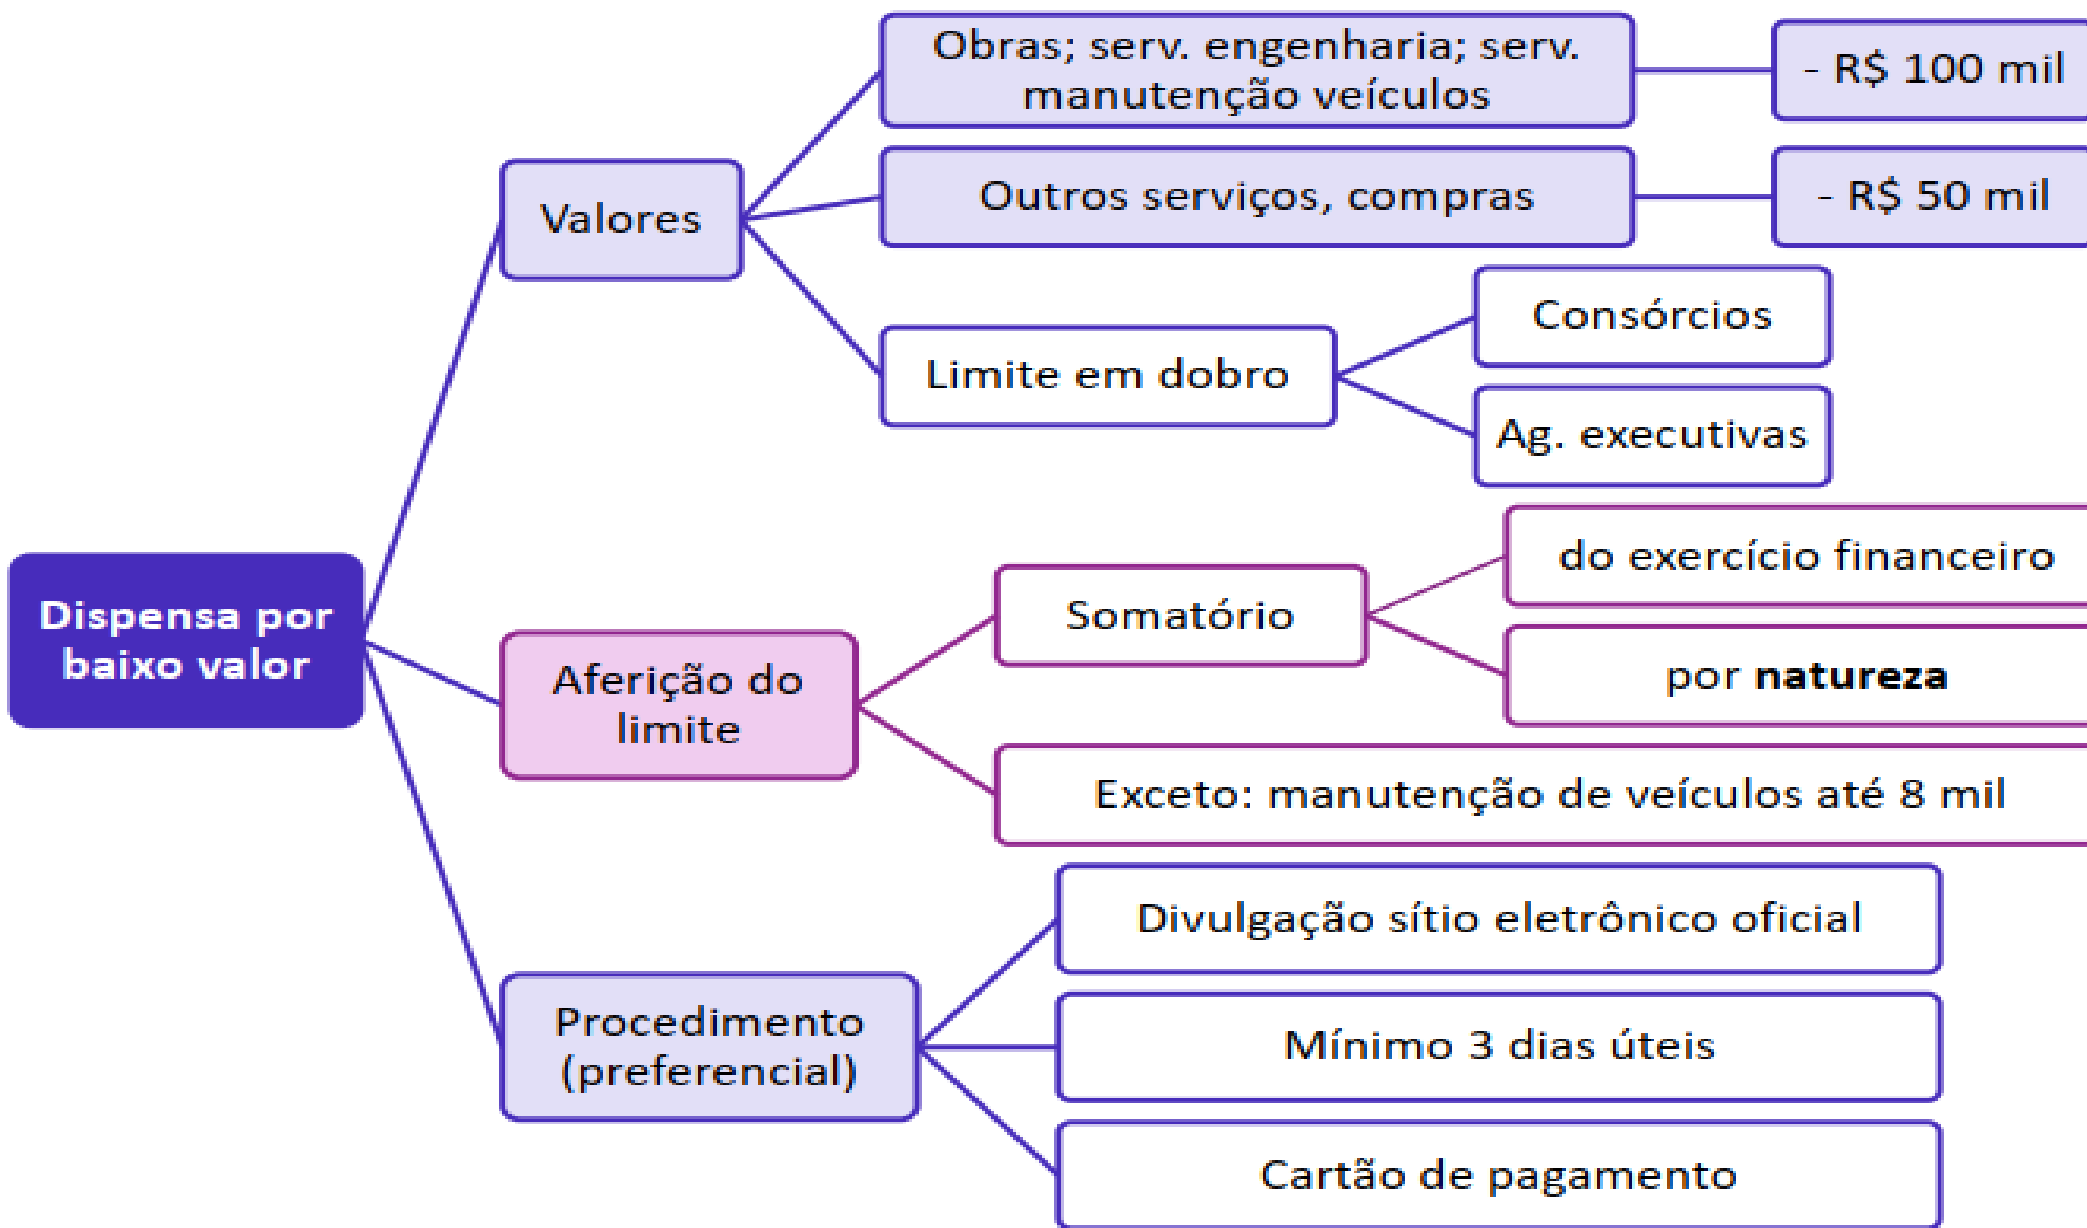 Obras; serv. engenharia; serv.
manutenção veículos
- R$ 100 mil
Outros serviços, compras
- R$ 50 mil
Valores
Limite em dobro
Consórcios
Ag. executivas
Dispensa por
baixo valor
Aferição do
limite
Somatório
do exercício financeiro
por natureza
Exceto: manutenção de veículos até 8 mil
Procedimento
(preferencial)
Divulgação sítio eletrônico oficial
Mínimo 3 dias úteis
Cartão de pagamento